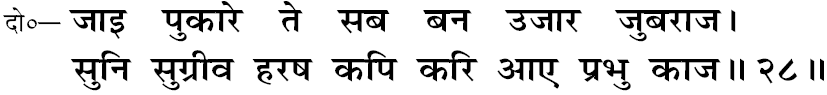 दो०— जाइ पुकारे ते सब बन उजार जुबराज।
सुनि सुग्रीव हरष कपि करि आए प्रभु काज॥ २८॥